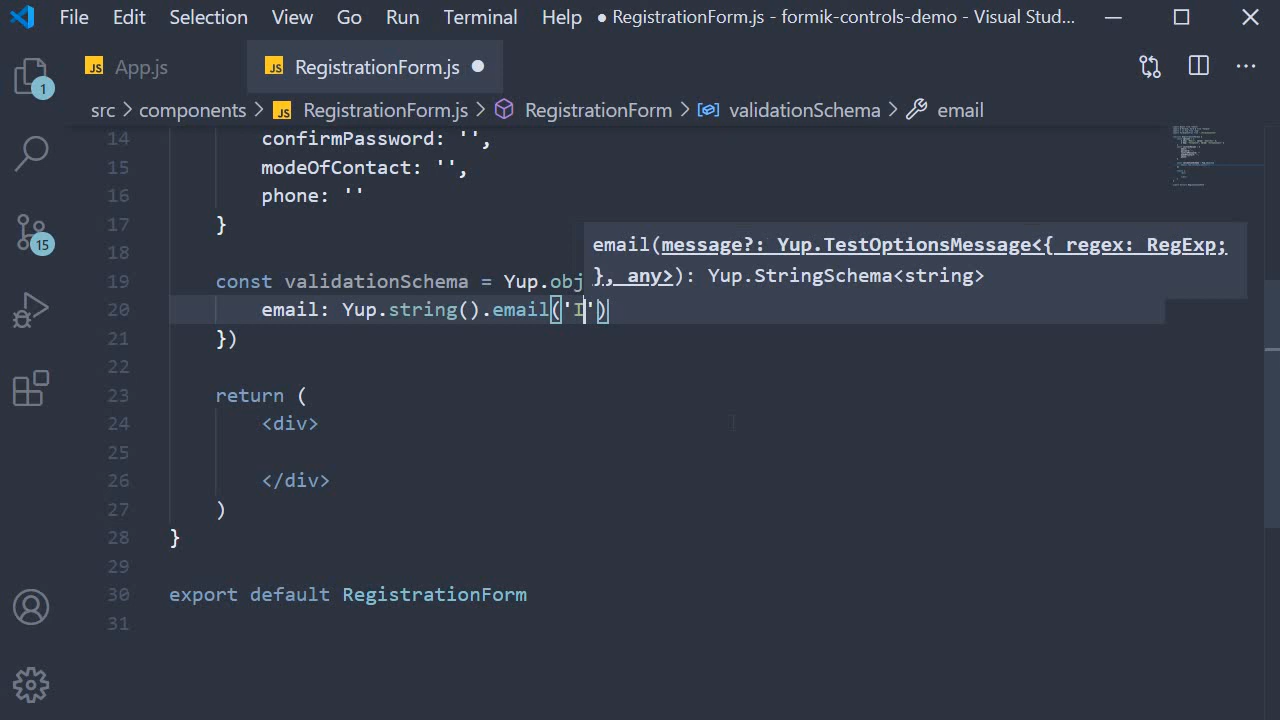 File Edit Selection View Go Run Terminal Help ● RegistrationForm.js - formik-controls-demo - Visual Stud...
JS App.js JS RegistrationForm.js
src > components > JS RegistrationForm.js > RegistrationForm > validationSchema > email
1
15
14 confirmPassword: '',
15 modeOfContact: '',
16 phone: ''
17 }
18
email(message?: Yup.TestOptionsMessage<{ regex: RegExp;
}, any>): Yup.StringSchema<string>
19 const validationSchema = Yup.obj
20 email: Yup.string().email('I')
21 })
22
23 return (
24 <div>
25
26 </div>
27 )
28 }
29
30 export default RegistrationForm
31